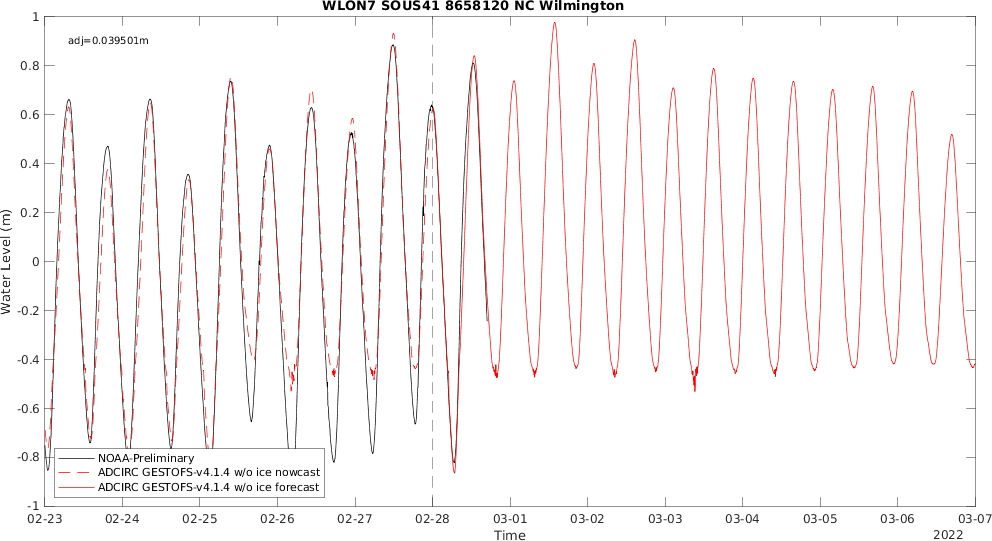 WLON7 SOUS41 8658120 NC Wilmington
adj=0.039501m
1
0.8
0.6
0.4
0.2
0
-0.2
-0.4
-0.6
-0.8
-1
Water Level (m)
NOAA-Preliminary
ADCIRC GESTOFS-v4.1.4 w/o ice nowcast
ADCIRC GESTOFS-v4.1.4 w/o ice forecast
02-23 02-24 02-25 02-26 02-27 02-28 03-01 03-02 03-03 03-04 03-05 03-06 03-07
Time
2022